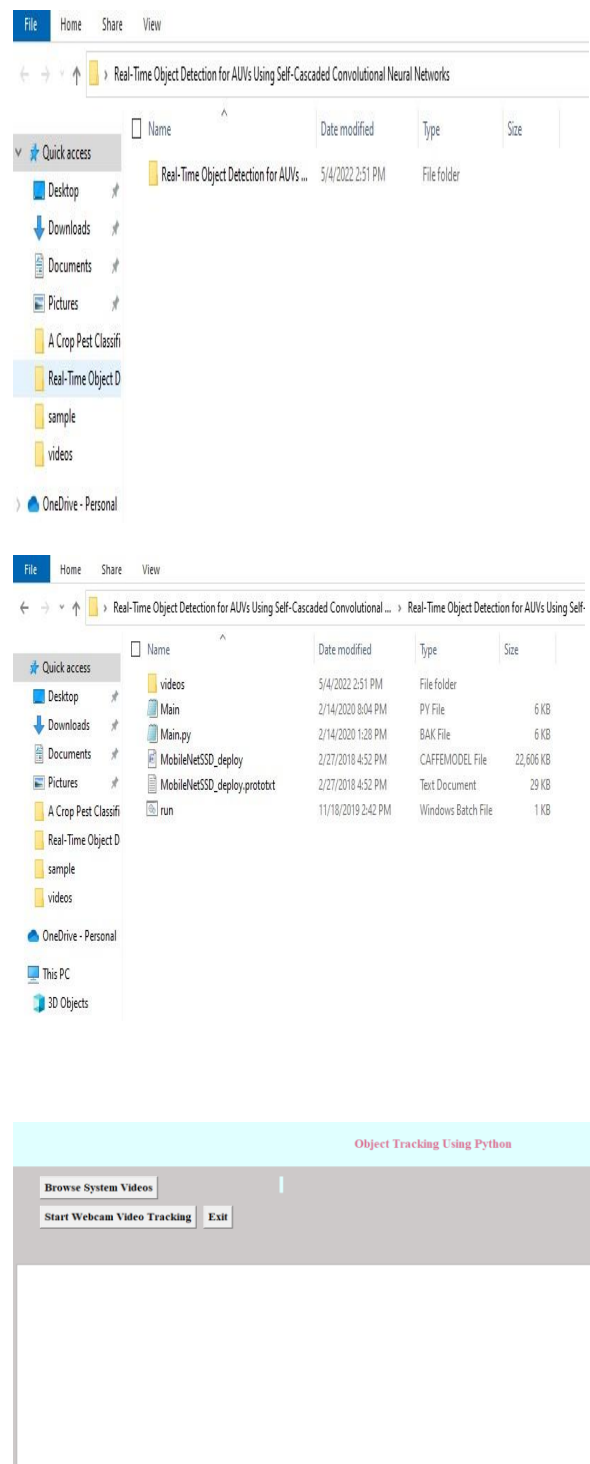 File Home Share View
Real-Time Object Detection for AUVs Using Self-Cascaded Convolutional Neural Networks
Name Date modified Type Size
Quick access
Real-Time Object Detection for AUVs ... 5/4/2022 2:51 PM File folder
Desktop
Downloads
Documents
Pictures
A Crop Pest Classifi
Real-Time Object D
sample
videos
OneDrive - Personal
File Home Share View
Real-Time Object Detection for AUVs Using Self-Cascaded Convolutional ... > Real-Time Object Detection for AUVs Using Self-
Name Date modified Type Size
Quick access
videos 5/4/2022 2:51 PM File folder
Desktop
Main 2/14/2020 8:04 PM PY File 6 KB
Downloads
Main.py 2/14/2020 1:28 PM BAK File 6 KB
Documents
MobileNetSSD_deploy 2/27/2018 4:52 PM CAFFEMODEL File 22,606 KB
Pictures
MobileNetSSD_deploy.prototxt 2/27/2018 4:52 PM Text Document 29 KB
A Crop Pest Classifi
run 11/18/2019 2:42 PM Windows Batch File 1 KB
Real-Time Object D
sample
videos
OneDrive - Personal
This PC
3D Objects
Object Tracking Using Python
Browse System Videos
Start Webcam Video Tracking Exit